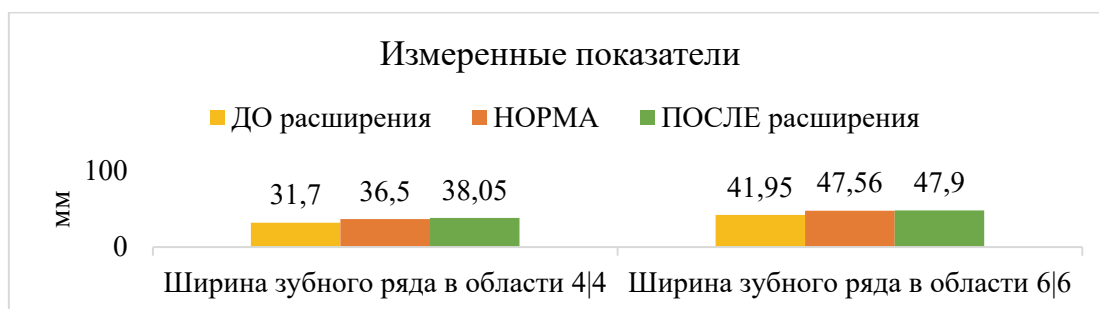 Измеренные показатели
ДО расширения НОРМА ПОСЛЕ расширения
мм
100
0
31,7 36,5 38,05 41,95 47,56 47,9
Ширина зубного ряда в области 4|4 Ширина зубного ряда в области 6|6